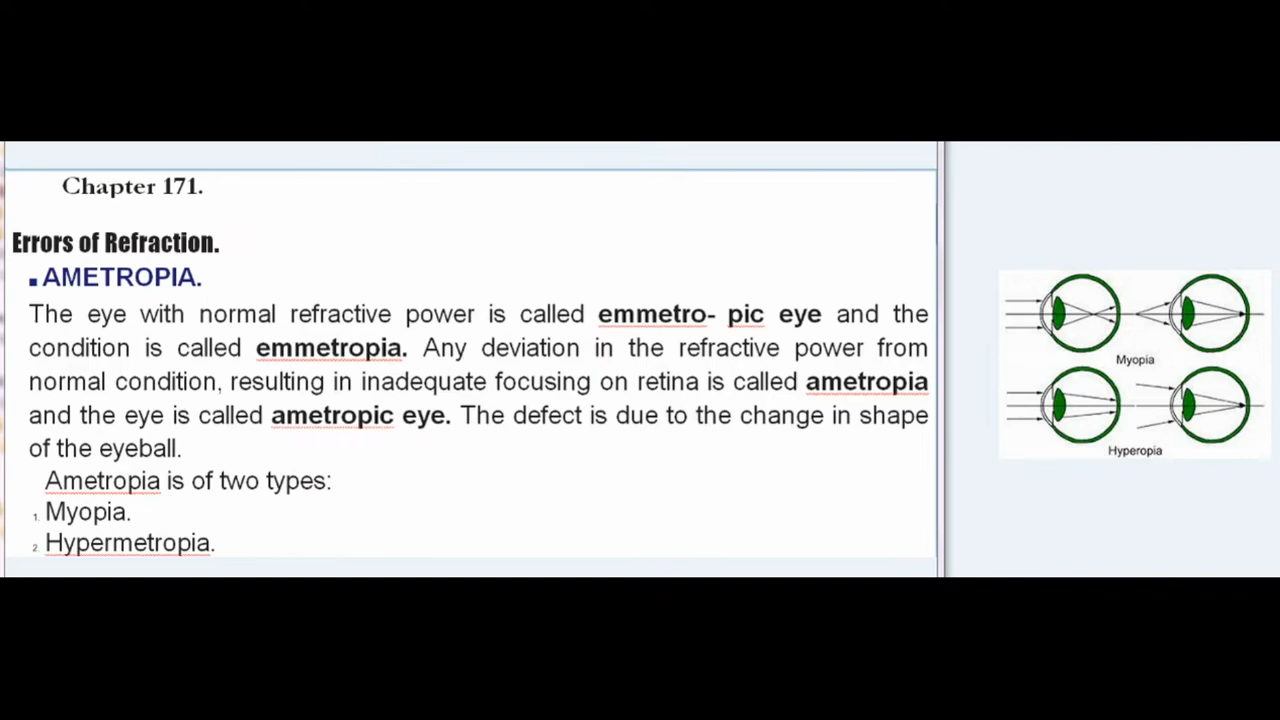 Chapter 171.
Errors of Refraction.
▪ AMETROPIA.
The eye with normal refractive power is called emmetro- pic eye and the
condition is called emmetropia. Any deviation in the refractive power from
normal condition, resulting in inadequate focusing on retina is called ametropia
and the eye is called ametropic eye. The defect is due to the change in shape
of the eyeball.
Ametropia is of two types:
1. Myopia.
2. Hypermetropia.
Myopia
Hyperopia